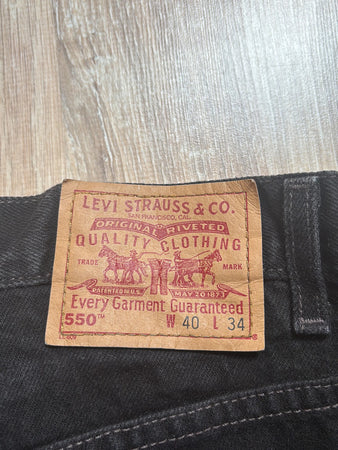 LEVI STRAUSS & CO.
SAN FRANCISCO, CAL.
ORIGINAL RIVETED
QUALITY CLOTHING
TRADE MARK
PATENTED IN U.S. MAY 20 1873
Every Garment Guaranteed
550™ W 40 L 34